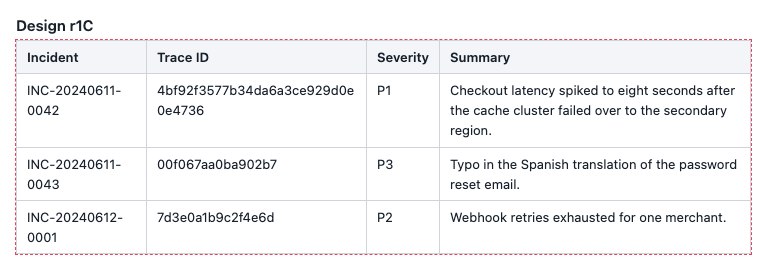 Design r1C
Incident Trace ID Severity Summary
INC-20240611- 4bf92f3577b34da6a3ce929d0e P1 Checkout latency spiked to eight seconds after
0042 0e4736 the cache cluster failed over to the secondary
region.
INC-20240611- 00f067aa0ba902b7 P3 Typo in the Spanish translation of the password
0043 reset email.
INC-20240612- 7d3e0a1b9c2f4e6d P2 Webhook retries exhausted for one merchant.
0001